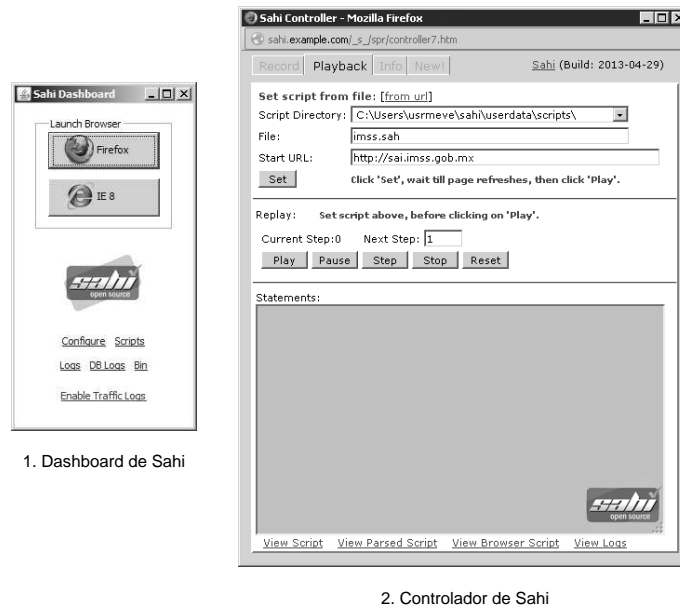 Sahi Dashboard
Launch Browser
Firefox
IE 8
sahi
open source
Configure Scripts
Logs DB Logs Bin
Enable Traffic Logs
1. Dashboard de Sahi
Sahi Controller - Mozilla Firefox
sahi.example.com/_s_/spr/controller7.htm
Record Playback Info New! Sahi (Build: 2013-04-29)
Set script from file: [from url]
Script Directory: C:\Users\usrmeve\sahi\userdata\scripts\
File: imss.sah
Start URL: http://sai.imss.gob.mx
Set Click 'Set', wait till page refreshes, then click 'Play'.
Replay: Set script above, before clicking on 'Play'.
Current Step:0 Next Step: 1
Play Pause Step Stop Reset
Statements:
sahi
open source
View Script View Parsed Script View Browser Script View Logs
2. Controlador de Sahi